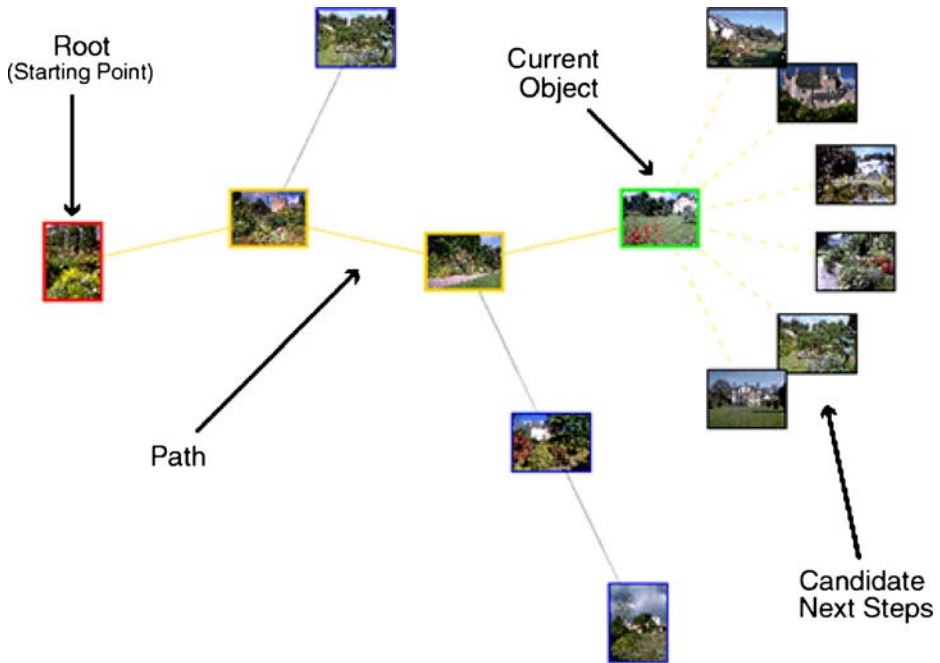 Root
(Starting Point)
Current
Object
Path
Candidate
Next Steps